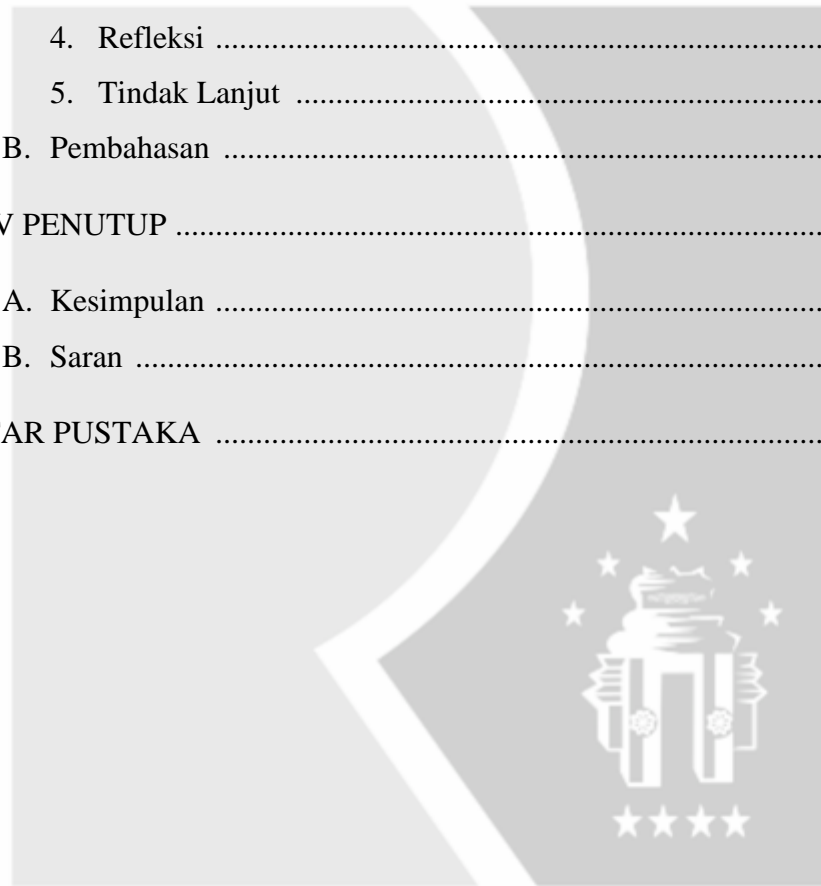 4. Refleksi ..........................................................................
5. Tindak Lanjut ................................................................
B. Pembahasan ..........................................................................
V PENUTUP ................................................................................
A. Kesimpulan ..........................................................................
B. Saran ....................................................................................
AR PUSTAKA ..........................................................................